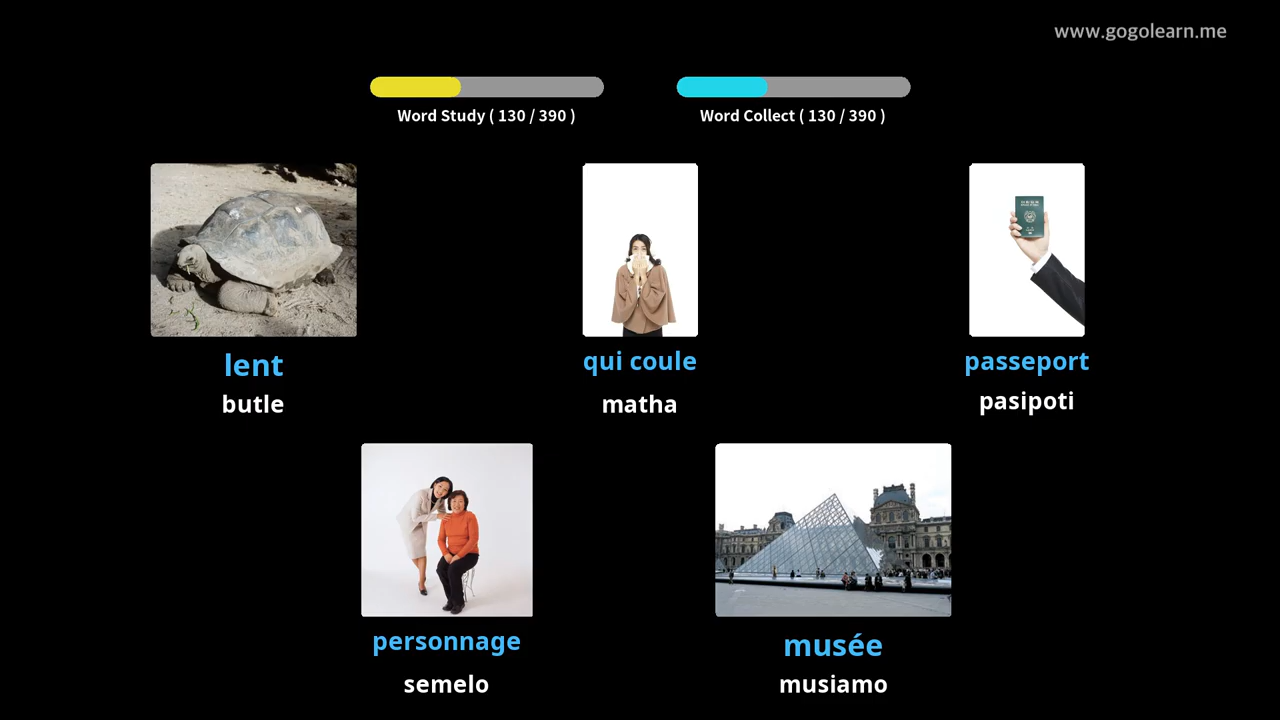 www.gogolearn.me
Word Study ( 130 / 390 )
Word Collect ( 130 / 390 )
lent
butle
qui coule
matha
passeport
pasipoti
personnage
semelo
musée
musiamo